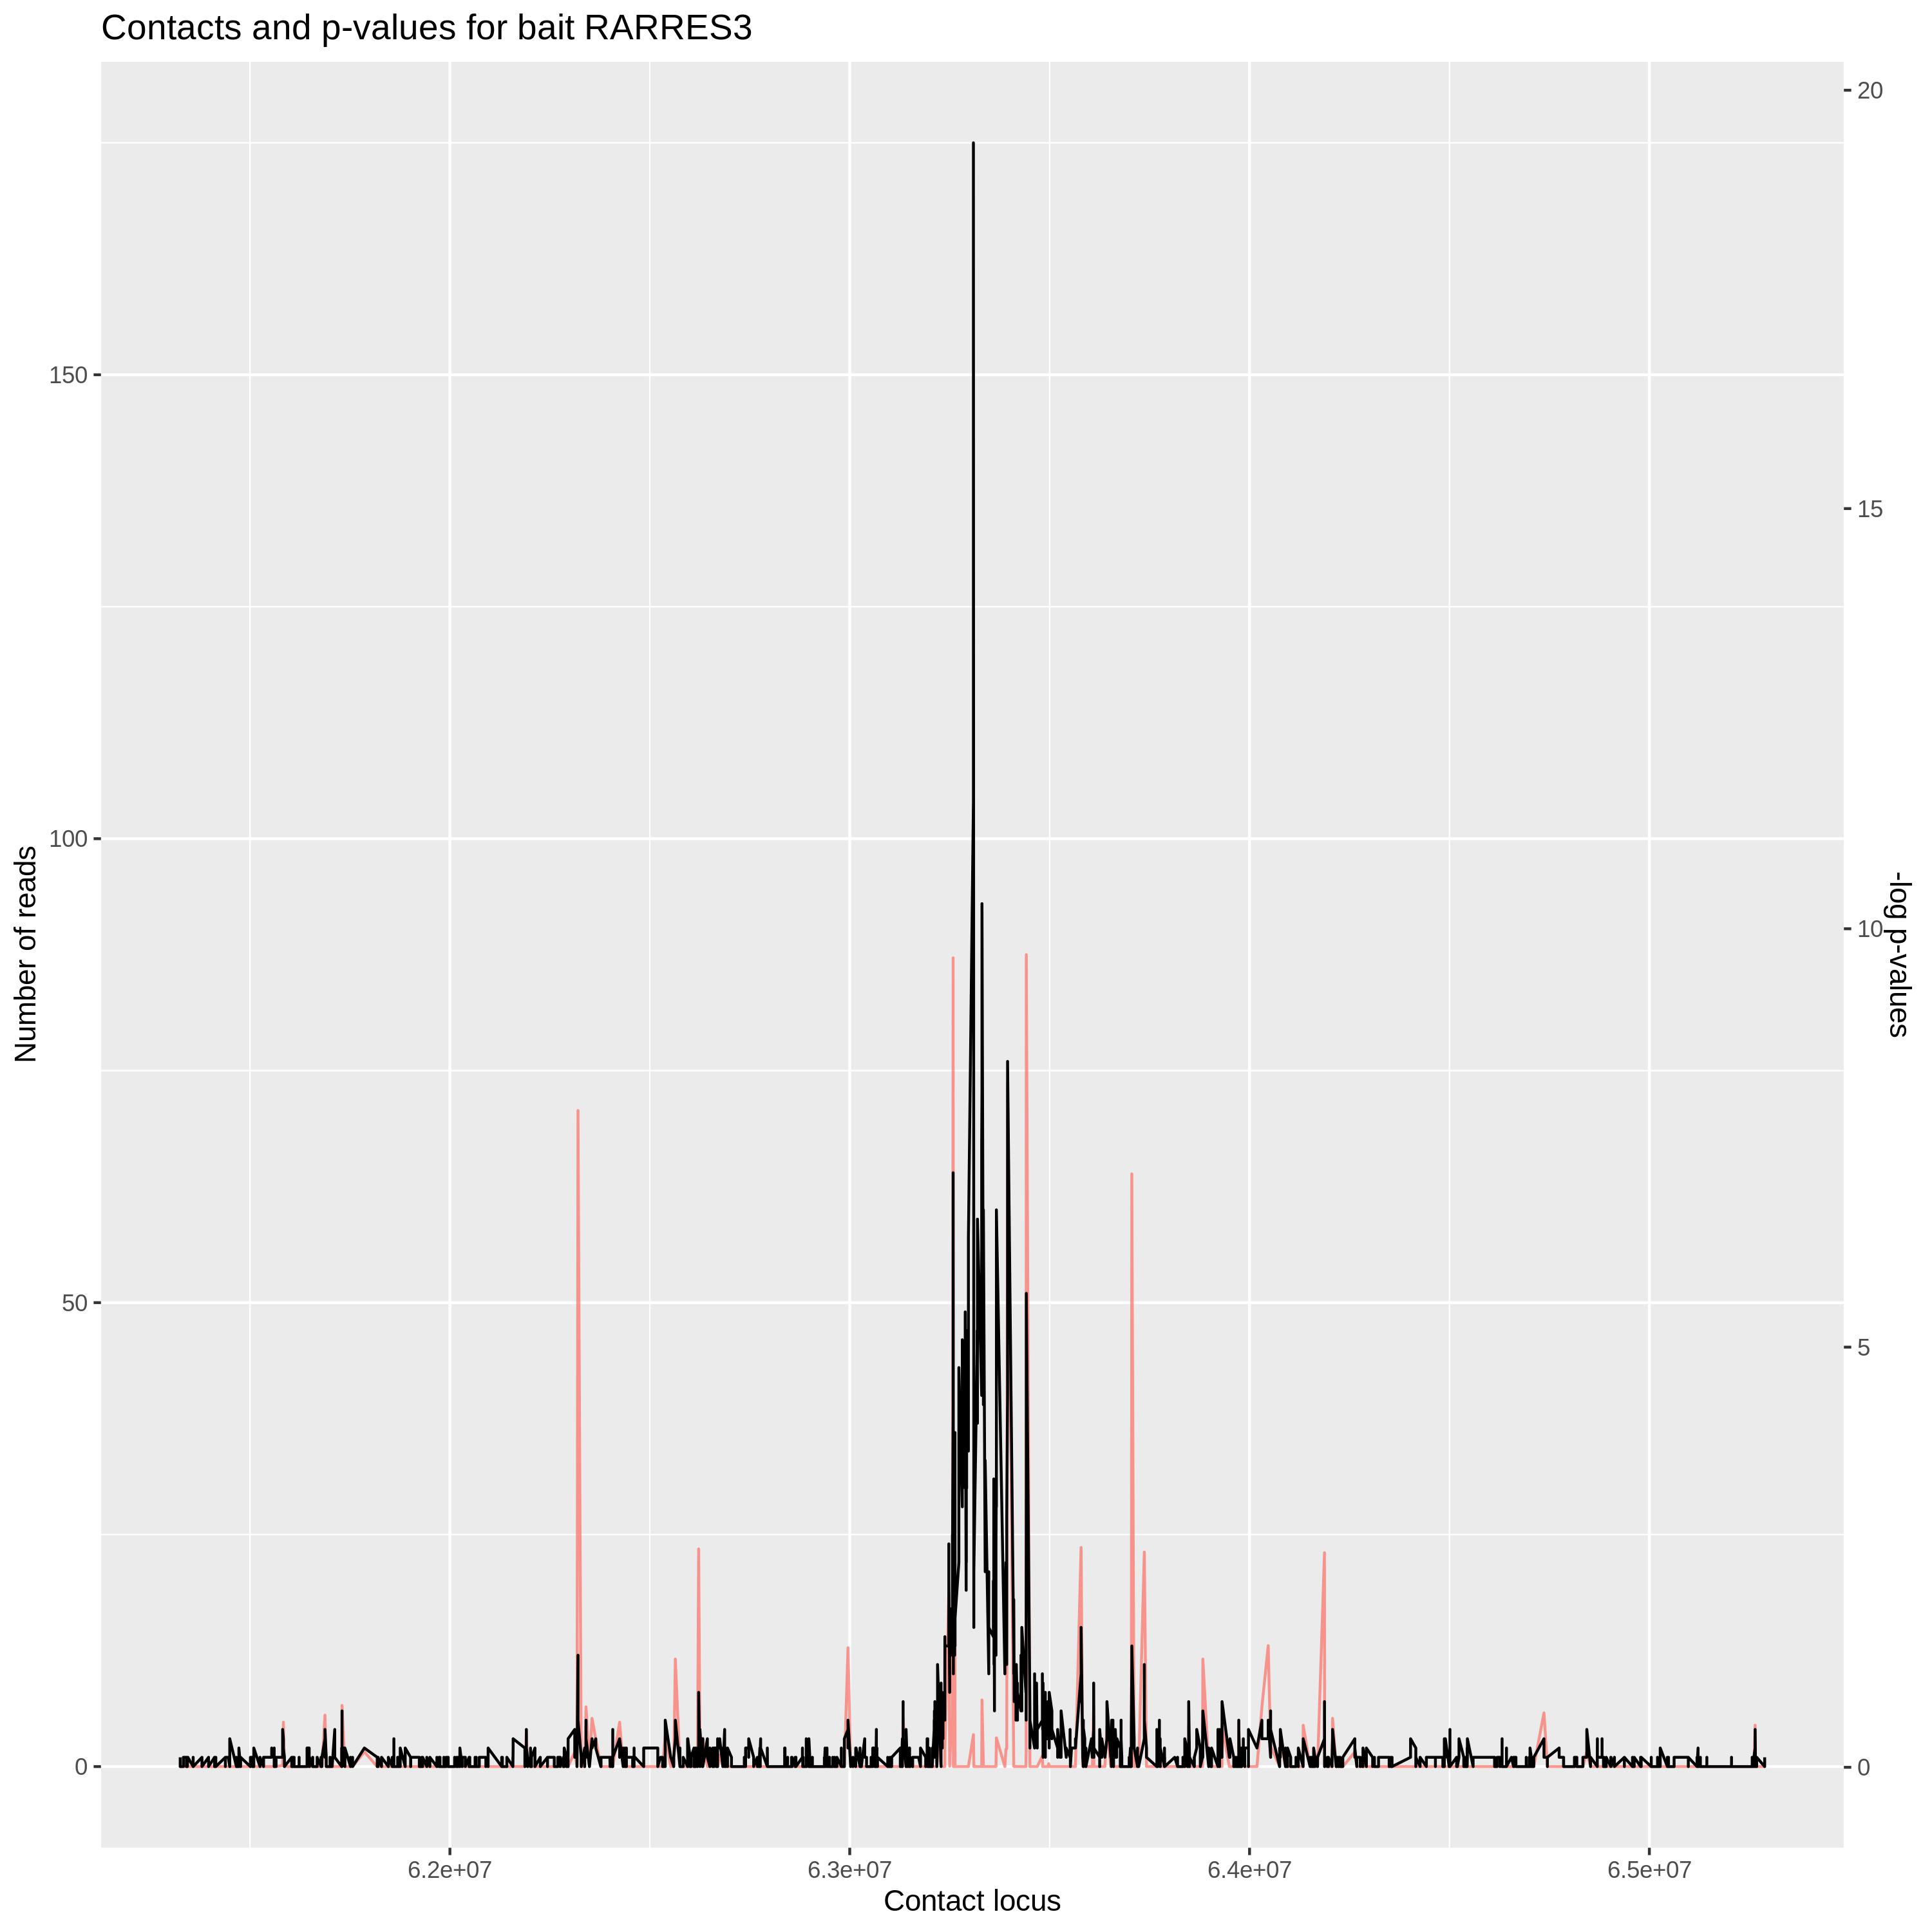 Contacts and p-values for bait RARRES3
Number of reads
150
100
50
0
20
15
10
5
0
-log p-values
6.2e+07 6.3e+07 6.4e+07 6.5e+07
Contact locus